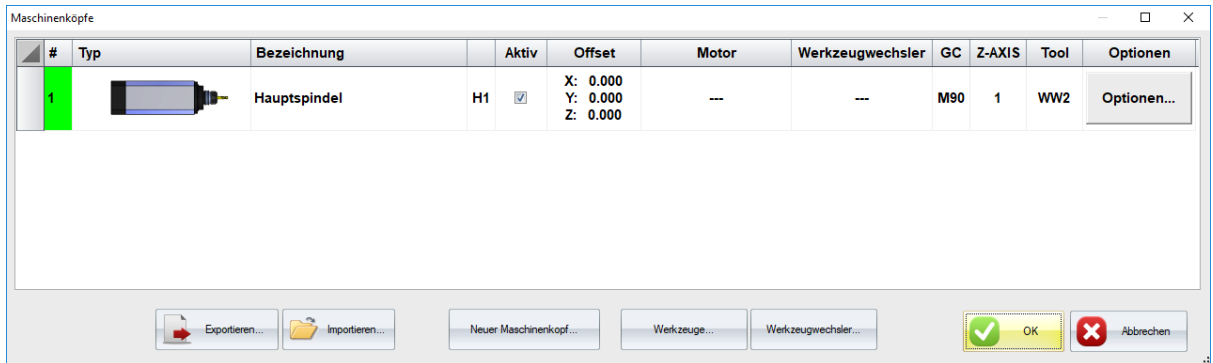 Maschinenköpfe
# Typ Bezeichnung Aktiv Offset Motor Werkzeugwechsler GC Z-AXIS Tool Optionen
1 Hauptspindel H1 X: 0.000 --- --- M90 1 WW2 Optionen...
Y: 0.000
Z: 0.000
Exportieren... Importieren... Neuer Maschinenkopf... Werkzeuge... Werkzeugwechsler... OK Abbrechen